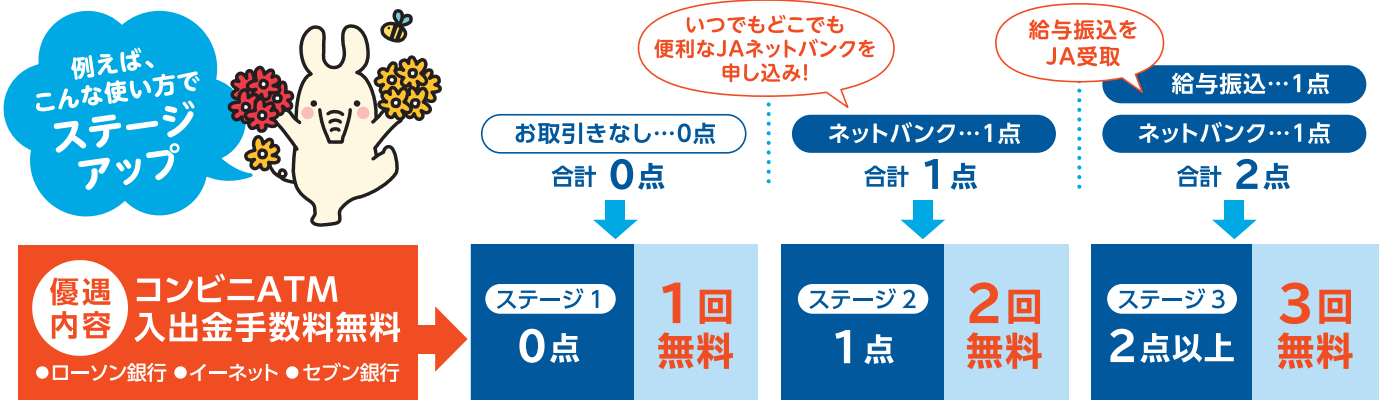 例えば、
こんな使い方で
ステージ
アップ
いつでもどこでも
便利なJAネットバンクを
申し込み!
給与振込を
JA受取
給与振込…1点
お取引きなし…0点
ネットバンク…1点
ネットバンク…1点
合計 0点
合計 1点
合計 2点
優遇
内容
コンビニATM
入出金手数料無料
●ローソン銀行 ●イーネット ●セブン銀行
ステージ1
0点
1回
無料
ステージ2
1点
2回
無料
ステージ3
2点以上
3回
無料